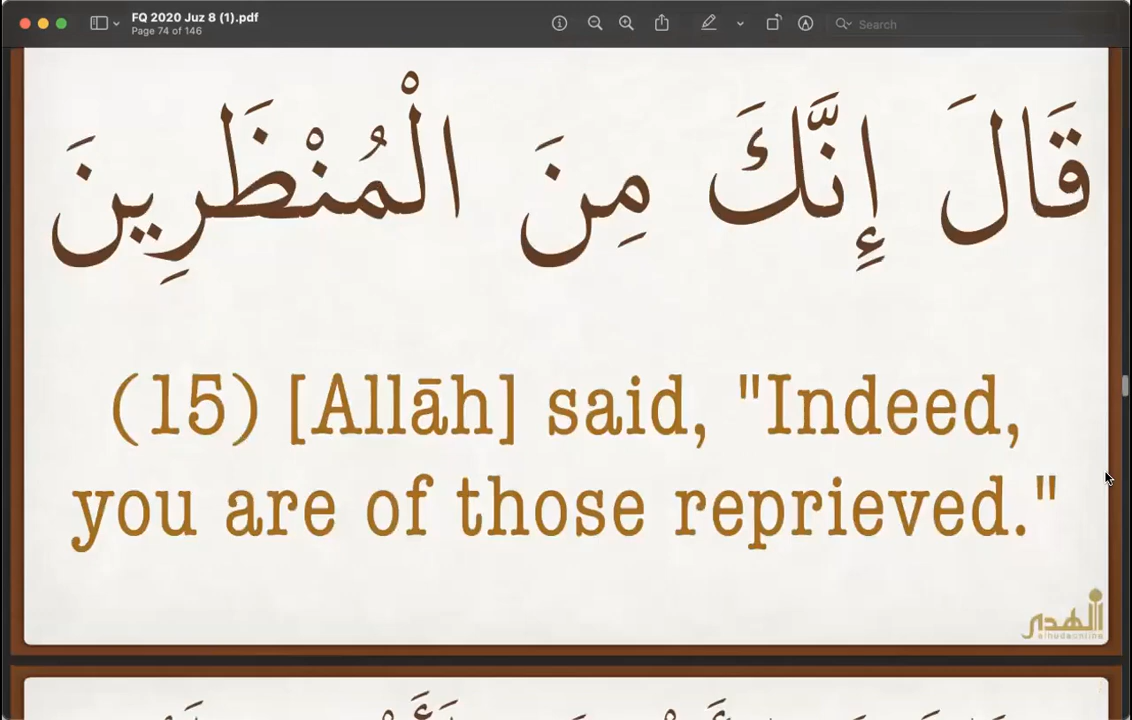 FQ 2020 Juz 8 (1).pdf
Page 74 of 146
Search
قَالَ إِنَّكَ مِنَ الْمُنْظَرِينَ
(15) [Allāh] said, "Indeed,
you are of those reprieved."
الهدى
elhudaonline